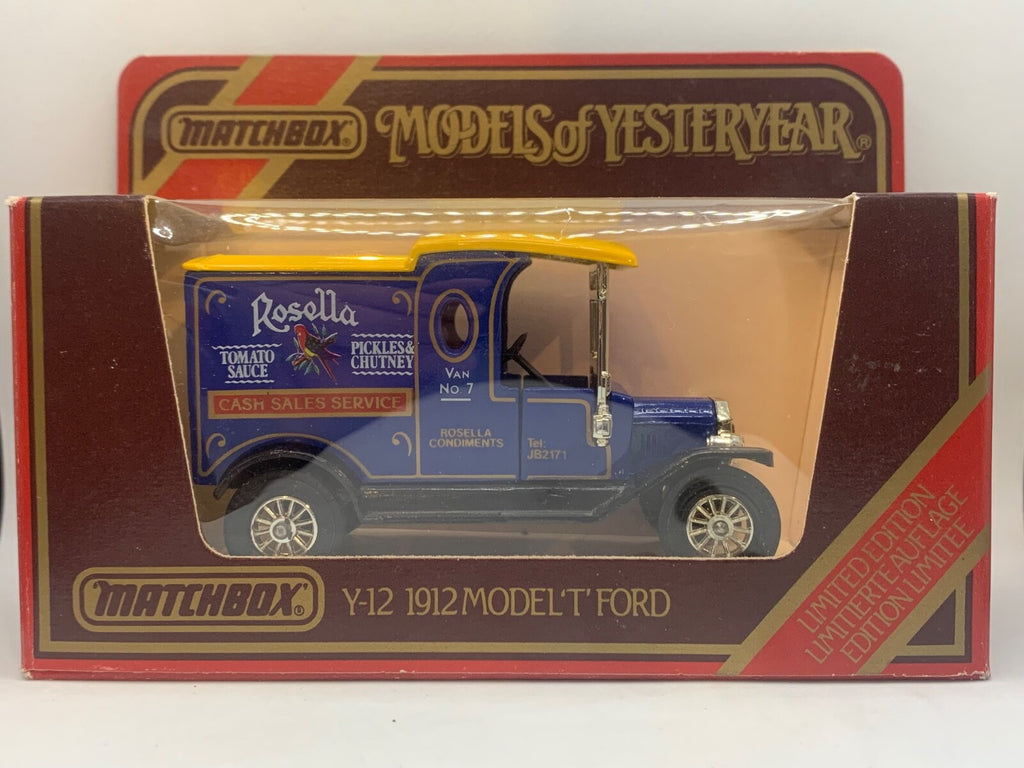 MATCHBOX
MODELS of YESTERYEAR®
Rosella
TOMATO SAUCE
PICKLES & CHUTNEY
CASH SALES SERVICE
VAN
No 7
ROSELLA
CONDIMENTS
Tel:
JB2171
MATCHBOX®
Y-12 1912 MODEL 'T' FORD
LIMITED EDITION
LIMITIERTE AUFLAGE
EDITION LIMITEE